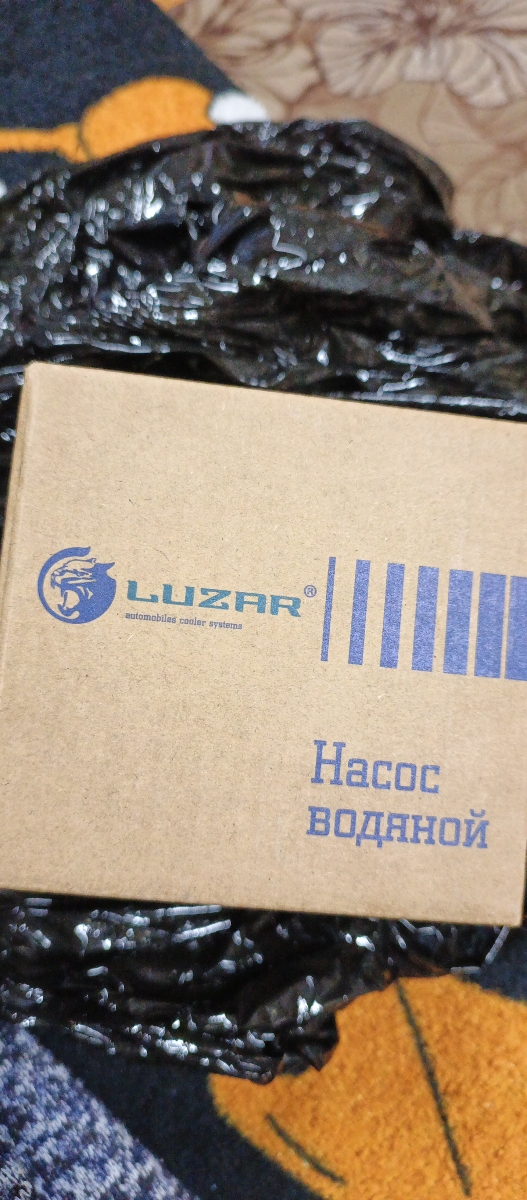 LUZAR®
automobiles cooler systems
Насос
водяной